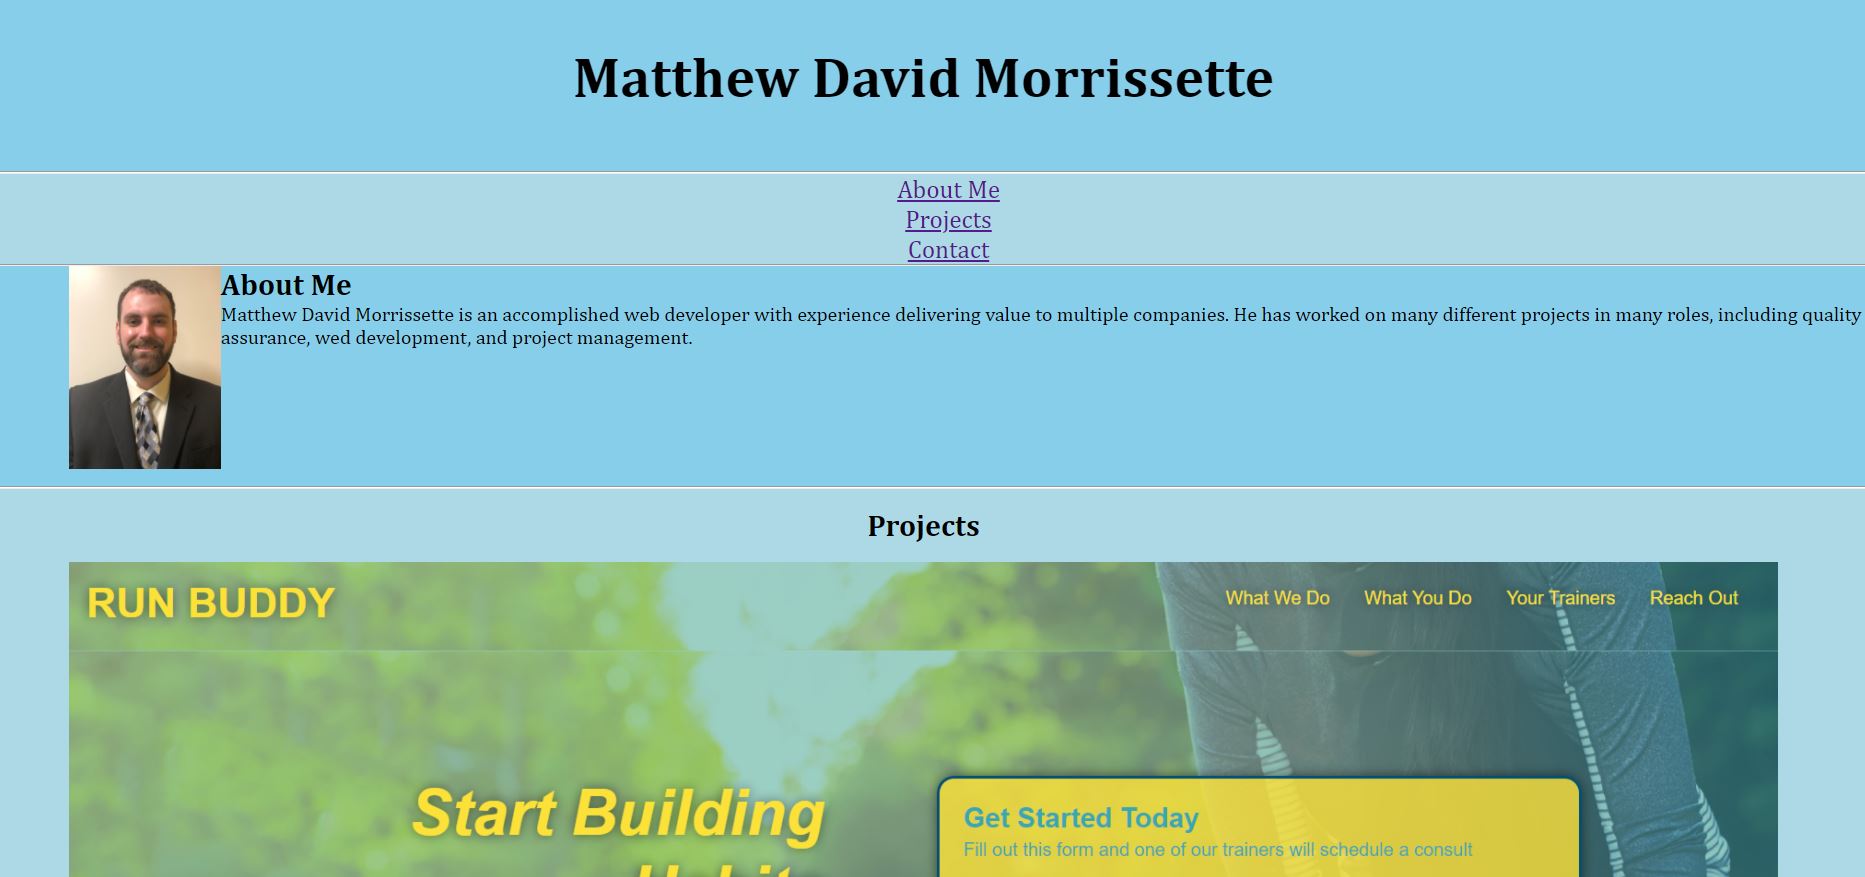 Matthew David Morrissette
About Me
Projects
Contact
About Me
Matthew David Morrissette is an accomplished web developer with experience delivering value to multiple companies. He has worked on many different projects in many roles, including quality
assurance, wed development, and project management.
Projects
RUN BUDDY
What We Do What You Do Your Trainers Reach Out
Start Building
Habits
Get Started Today
Fill out this form and one of our trainers will schedule a consult